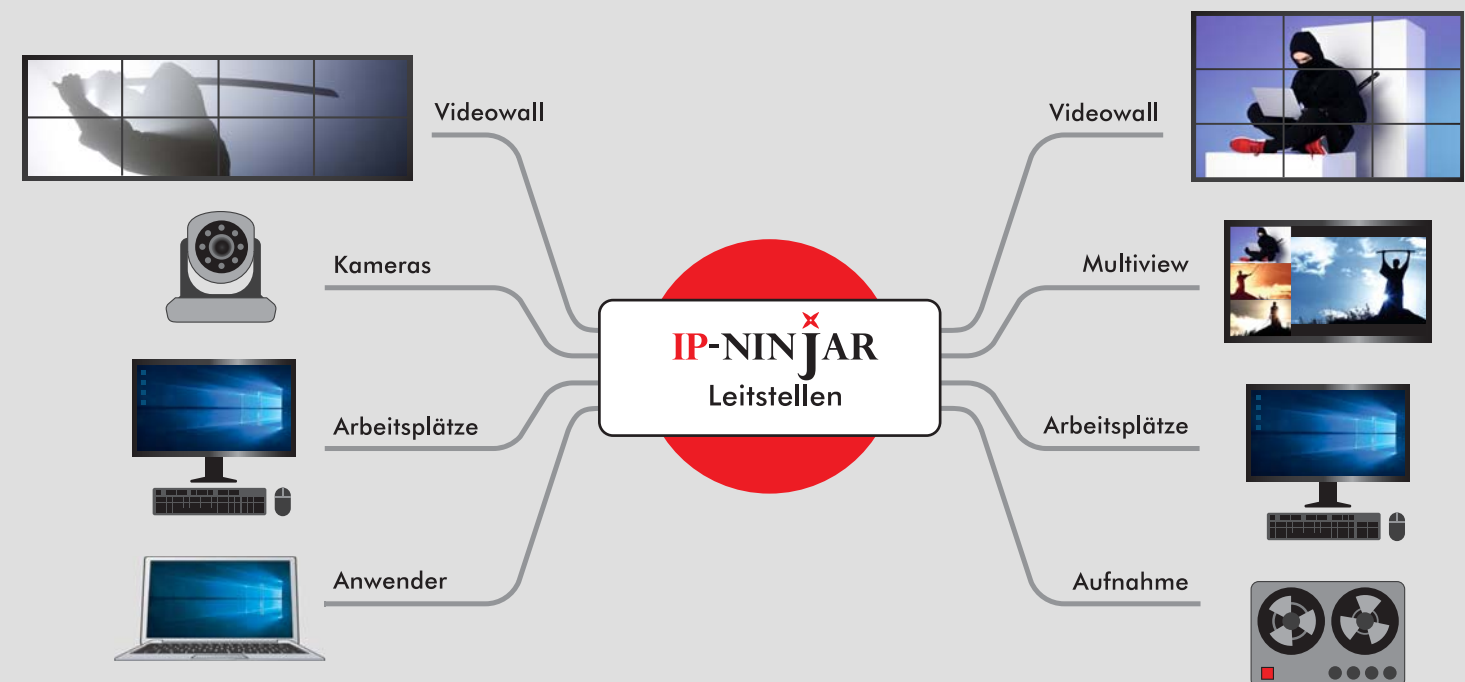 Videowall
Kameras
Arbeitsplätze
Anwender
IP-NINJAR
Leitstellen
Videowall
Multiview
Arbeitsplätze
Aufnahme